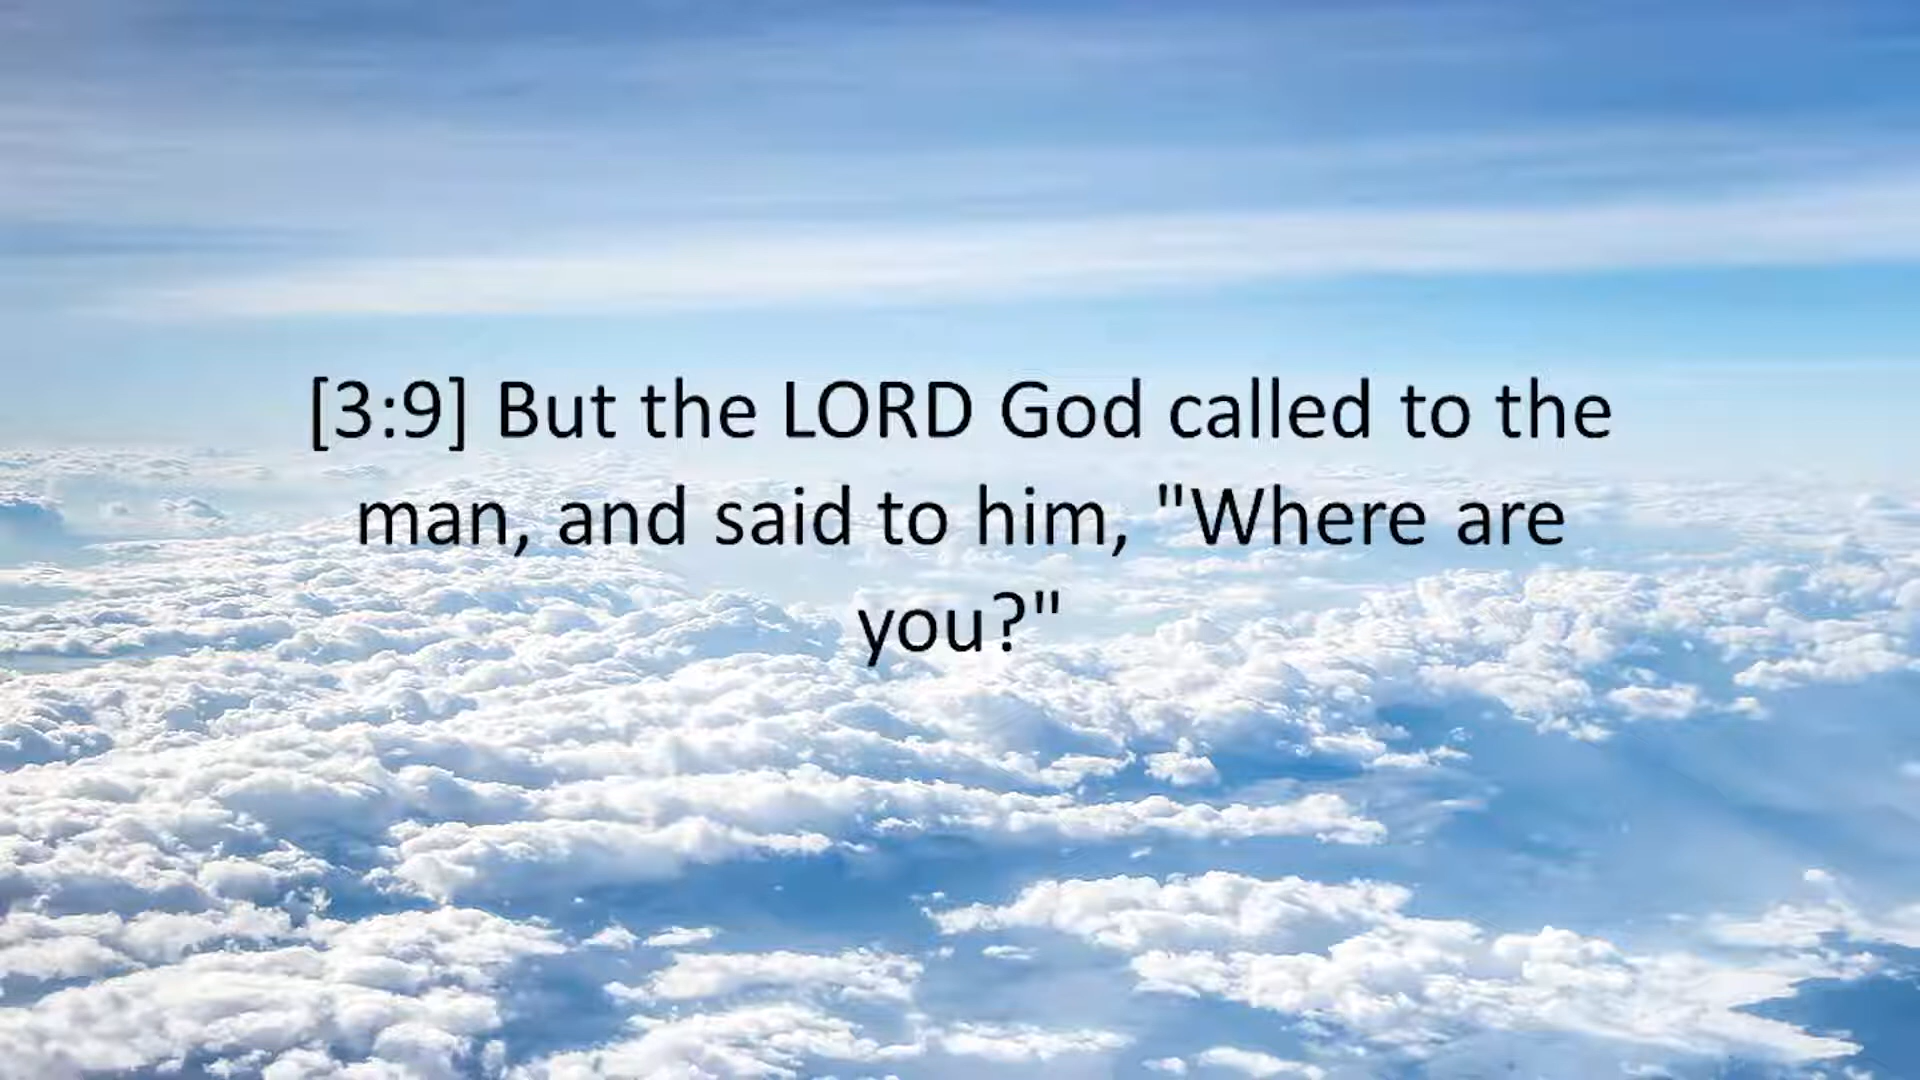 [3:9] But the LORD God called to the
man, and said to him, "Where are
you?"